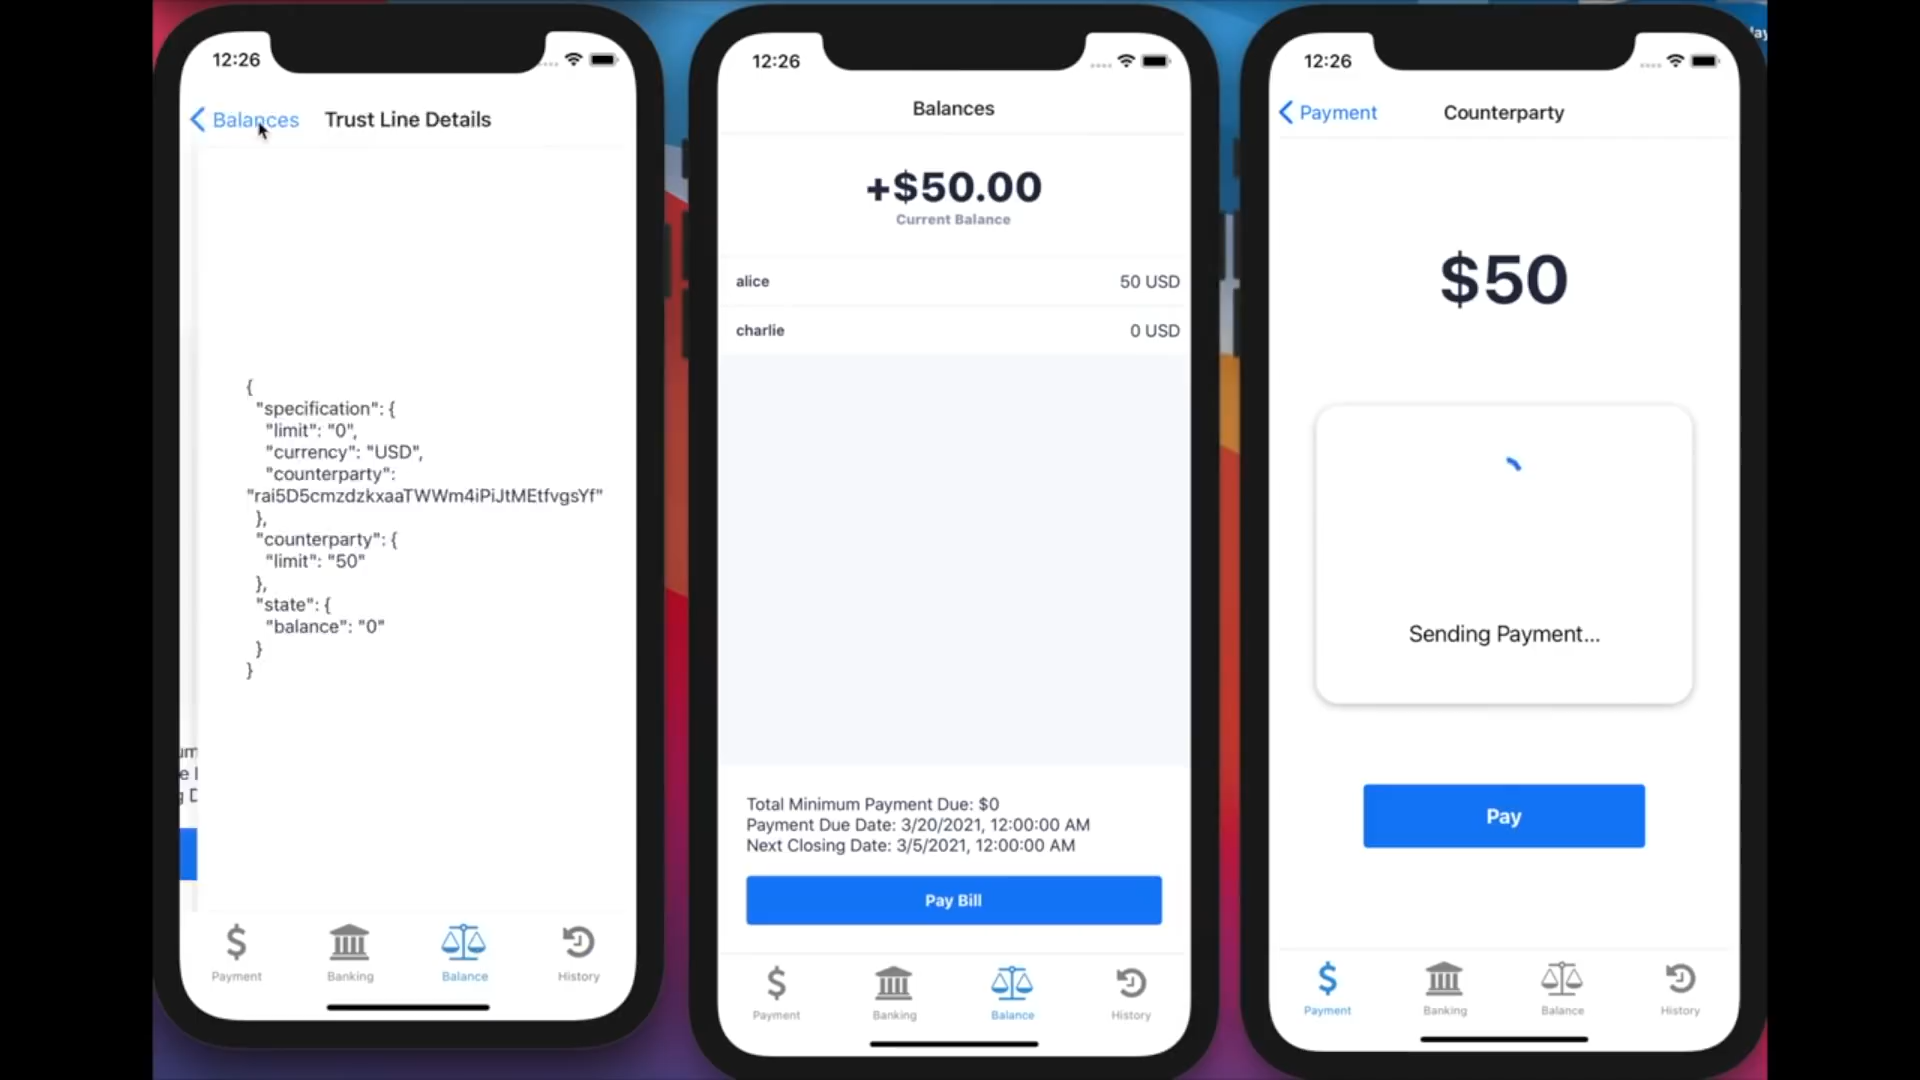 12:26
Balances
Trust Line Details
{
"specification": {
"limit": "0",
"currency": "USD",
"counterparty":
"rai5D5cmzdzkxaaTWWm4iPiJtMEtfvgsYf"
},
"counterparty": {
"limit": "50"
},
"state": {
"balance": "0"
}
}
Payment
Banking
Balance
History
12:26
Balances
+$50.00
Current Balance
alice 50 USD
charlie 0 USD
Total Minimum Payment Due: $0
Payment Due Date: 3/20/2021, 12:00:00 AM
Next Closing Date: 3/5/2021, 12:00:00 AM
Pay Bill
Payment
Banking
Balance
History
12:26
Payment
Counterparty
$50
Sending Payment...
Pay
Payment
Banking
Balance
History